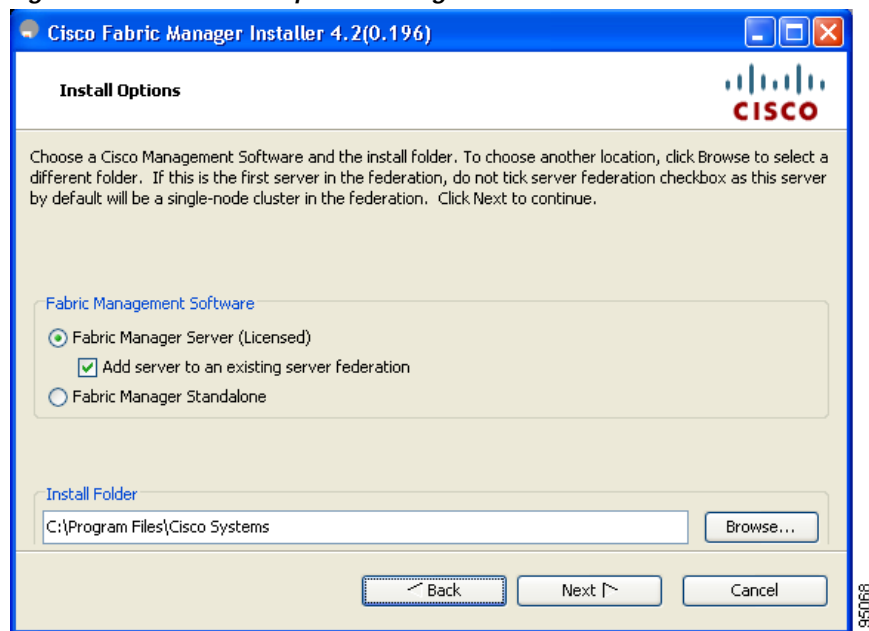 Cisco Fabric Manager Installer 4.2(0.196)
Install Options
CISCO
Choose a Cisco Management Software and the install folder. To choose another location, click Browse to select a
different folder. If this is the first server in the federation, do not tick server federation checkbox as this server
by default will be a single-node cluster in the federation. Click Next to continue.
Fabric Management Software
Fabric Manager Server (Licensed)
Add server to an existing server federation
Fabric Manager Standalone
Install Folder
C:\Program Files\Cisco Systems
Browse...
Back
Next
Cancel
95068